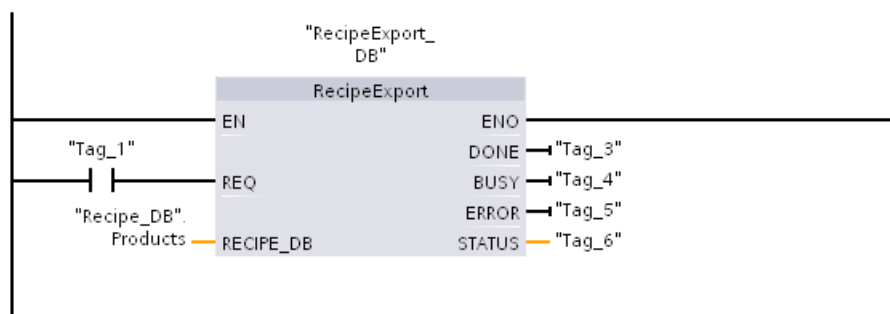 "RecipeExport_
DB"
RecipeExport
EN ENO
DONE "Tag_3"
"Tag_1"
REQ BUSY "Tag_4"
ERROR "Tag_5"
"Recipe_DB".
Products RECIPE_DB STATUS "Tag_6"